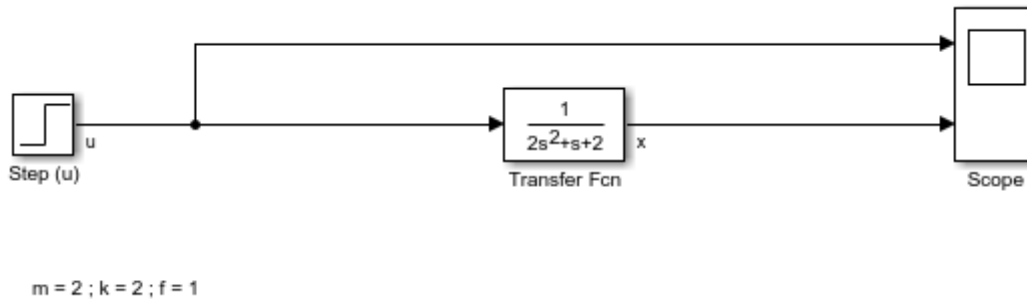 1
2s2+s+2
u
x
Step (u)
Transfer Fcn
Scope
m = 2 ; k = 2 ; f = 1